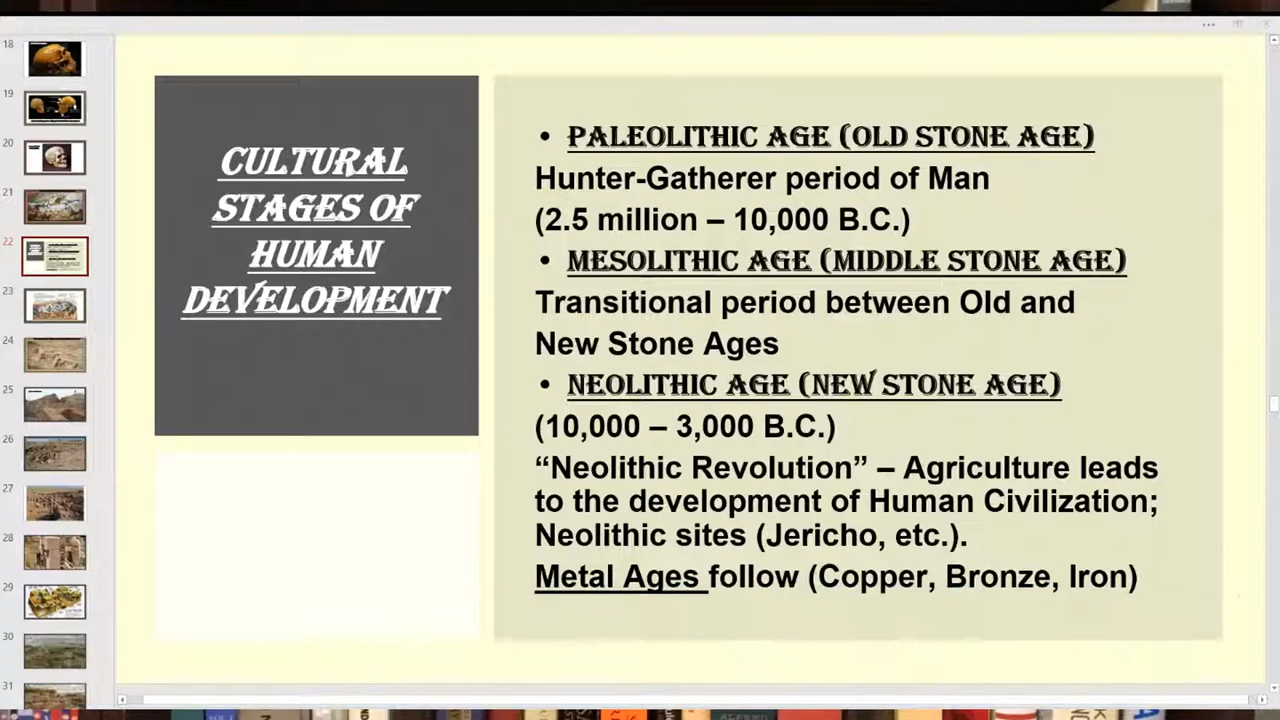 18
19
20
21
22
23
24
25
26
27
28
29
30
31
CULTURAL
STAGES OF
HUMAN
DEVELOPMENT
• PALEOLITHIC AGE (OLD STONE AGE)
Hunter-Gatherer period of Man
(2.5 million – 10,000 B.C.)
• MESOLITHIC AGE (MIDDLE STONE AGE)
Transitional period between Old and
New Stone Ages
• NEOLITHIC AGE (NEW STONE AGE)
(10,000 – 3,000 B.C.)
“Neolithic Revolution” – Agriculture leads
to the development of Human Civilization;
Neolithic sites (Jericho, etc.).
Metal Ages follow (Copper, Bronze, Iron)